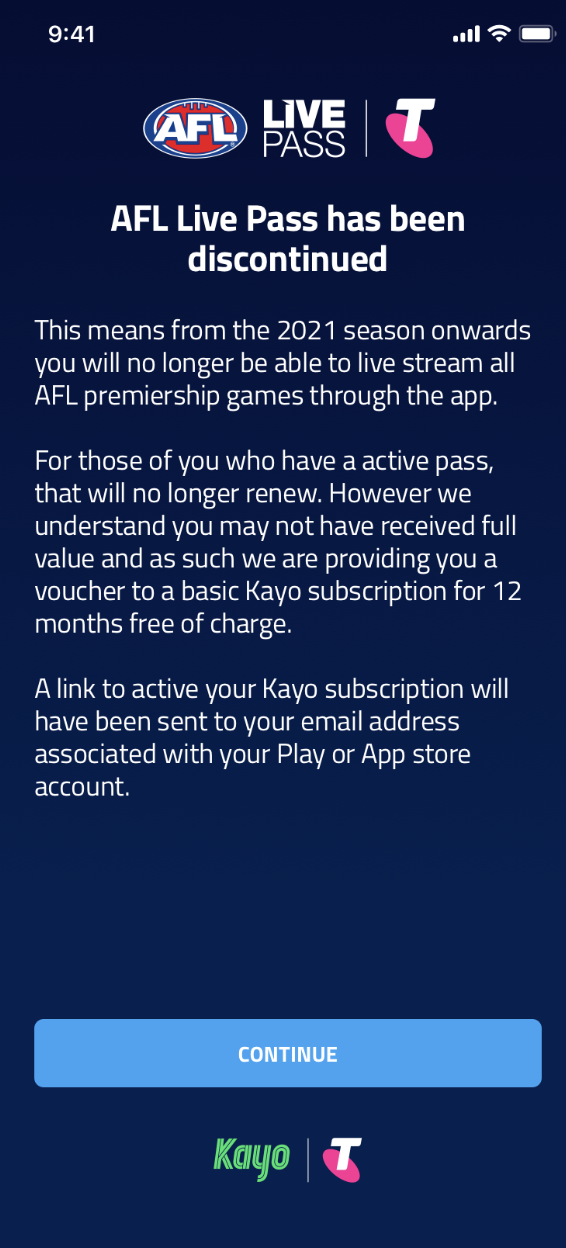 9:41
AFL LIVE PASS T
AFL Live Pass has been
discontinued
This means from the 2021 season onwards
you will no longer be able to live stream all
AFL premiership games through the app.
For those of you who have a active pass,
that will no longer renew. However we
understand you may not have received full
value and as such we are providing you a
voucher to a basic Kayo subscription for 12
months free of charge.
A link to active your Kayo subscription will
have been sent to your email address
associated with your Play or App store
account.
CONTINUE
Kayo T